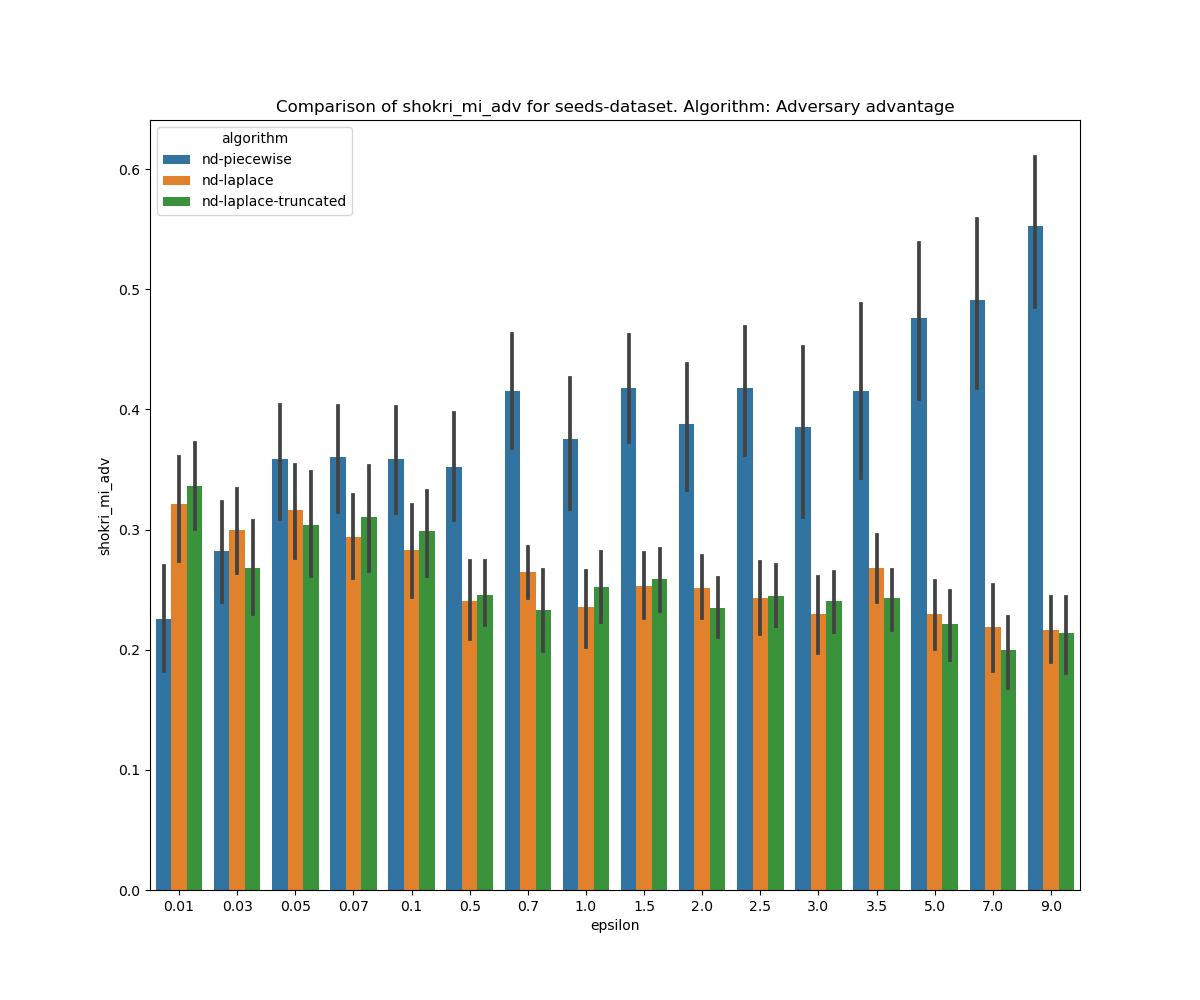 Comparison of shokri_mi_adv for seeds-dataset. Algorithm: Adversary advantage
algorithm
nd-piecewise
nd-laplace
nd-laplace-truncated
shokri_mi_adv
0.6
0.5
0.4
0.3
0.2
0.1
0.0
0.01 0.03 0.05 0.07 0.1 0.5 0.7 1.0 1.5 2.0 2.5 3.0 3.5 5.0 7.0 9.0
epsilon